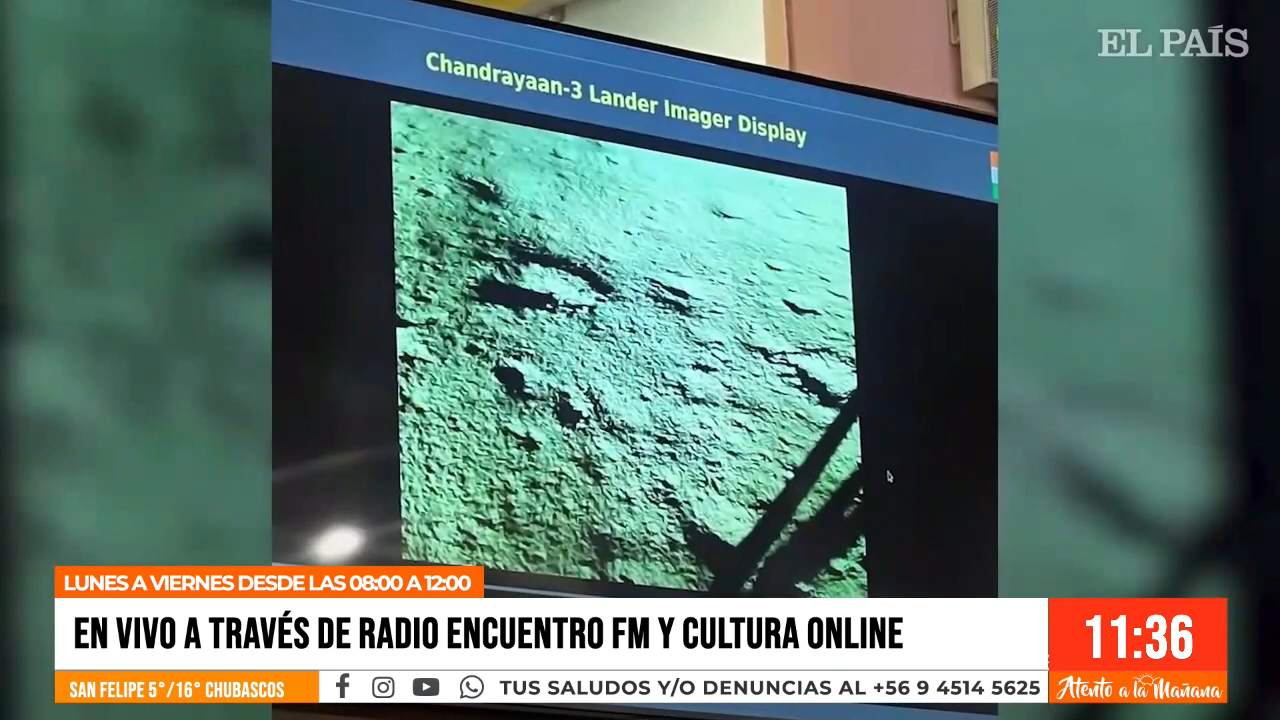 EL PAÍS
Chandrayaan-3 Lander Imager Display
LUNES A VIERNES DESDE LAS 08:00 A 12:00
EN VIVO A TRAVÉS DE RADIO ENCUENTRO FM Y CULTURA ONLINE
11:36
SAN FELIPE 5°/16° CHUBASCOS
TUS SALUDOS Y/O DENUNCIAS AL +56 9 4514 5625
Atento a la Mañana